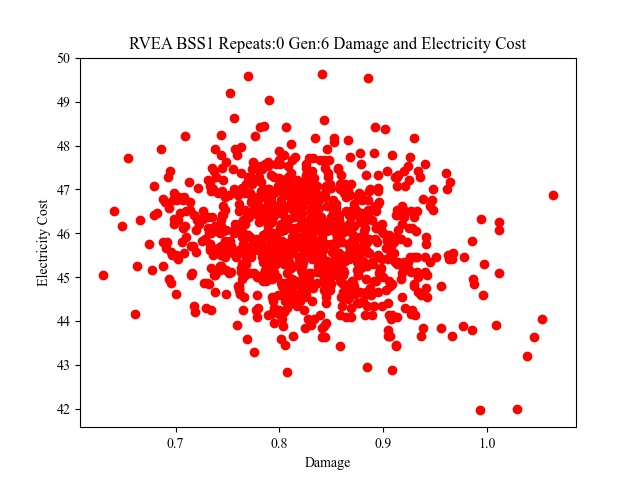 RVEA BSS1 Repeats:0 Gen:6 Damage and Electricity Cost
50
49
48
47
46
45
44
43
42
Electricity Cost
0.7 0.8 0.9 1.0
Damage